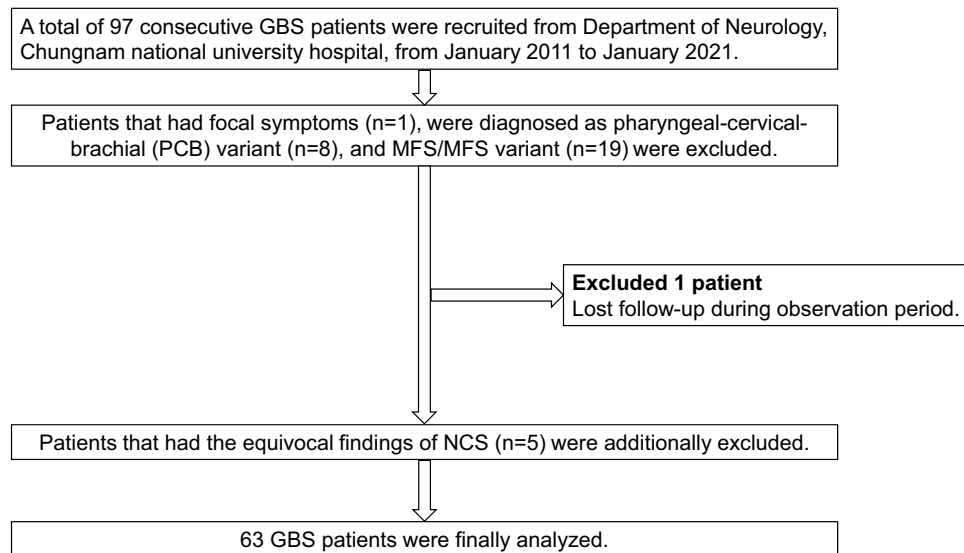 A total of 97 consecutive GBS patients were recruited from Department of Neurology,
Chungnam national university hospital, from January 2011 to January 2021.
Patients that had focal symptoms (n=1), were diagnosed as pharyngeal-cervical-
brachial (PCB) variant (n=8), and MFS/MFS variant (n=19) were excluded.
Excluded 1 patient
Lost follow-up during observation period.
Patients that had the equivocal findings of NCS (n=5) were additionally excluded.
63 GBS patients were finally analyzed.